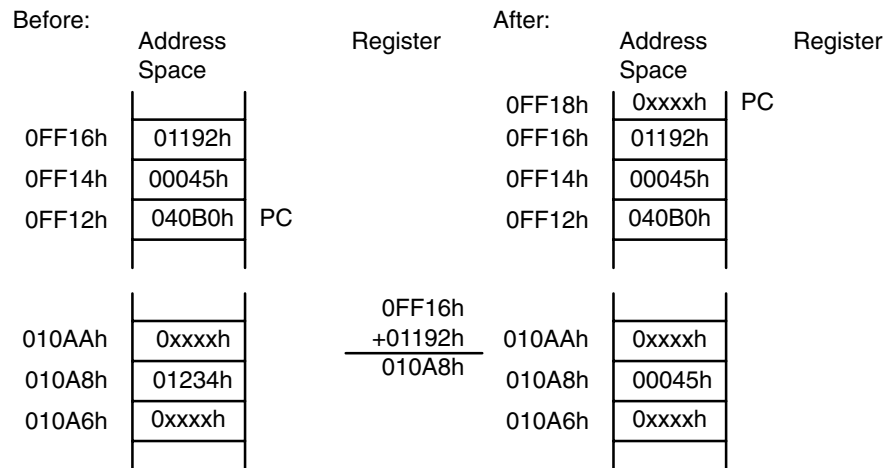 Before:
Address Space
Register
After:
Address Space
Register
0FF18h 0xxxxh PC
0FF16h 01192h
0FF16h 01192h
0FF14h 00045h
0FF14h 00045h
0FF12h 040B0h PC
0FF12h 040B0h
0FF16h
+01192h
010A8h
010AAh 0xxxxh
010AAh 0xxxxh
010A8h 01234h
010A8h 00045h
010A6h 0xxxxh
010A6h 0xxxxh